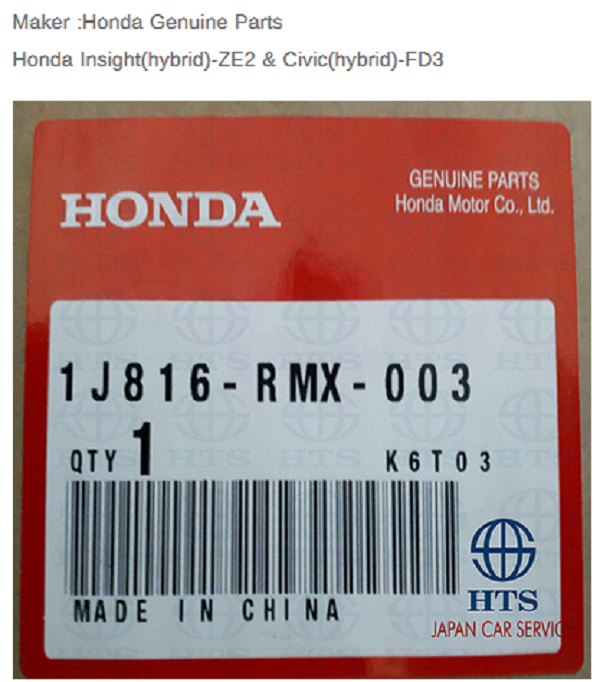 Maker :Honda Genuine Parts
Honda Insight(hybrid)-ZE2 & Civic(hybrid)-FD3
HONDA
GENUINE PARTS
Honda Motor Co., Ltd.
1J816-RMX-003
QTY 1
K6T03
MADE IN CHINA
HTS
JAPAN CAR SERVICE